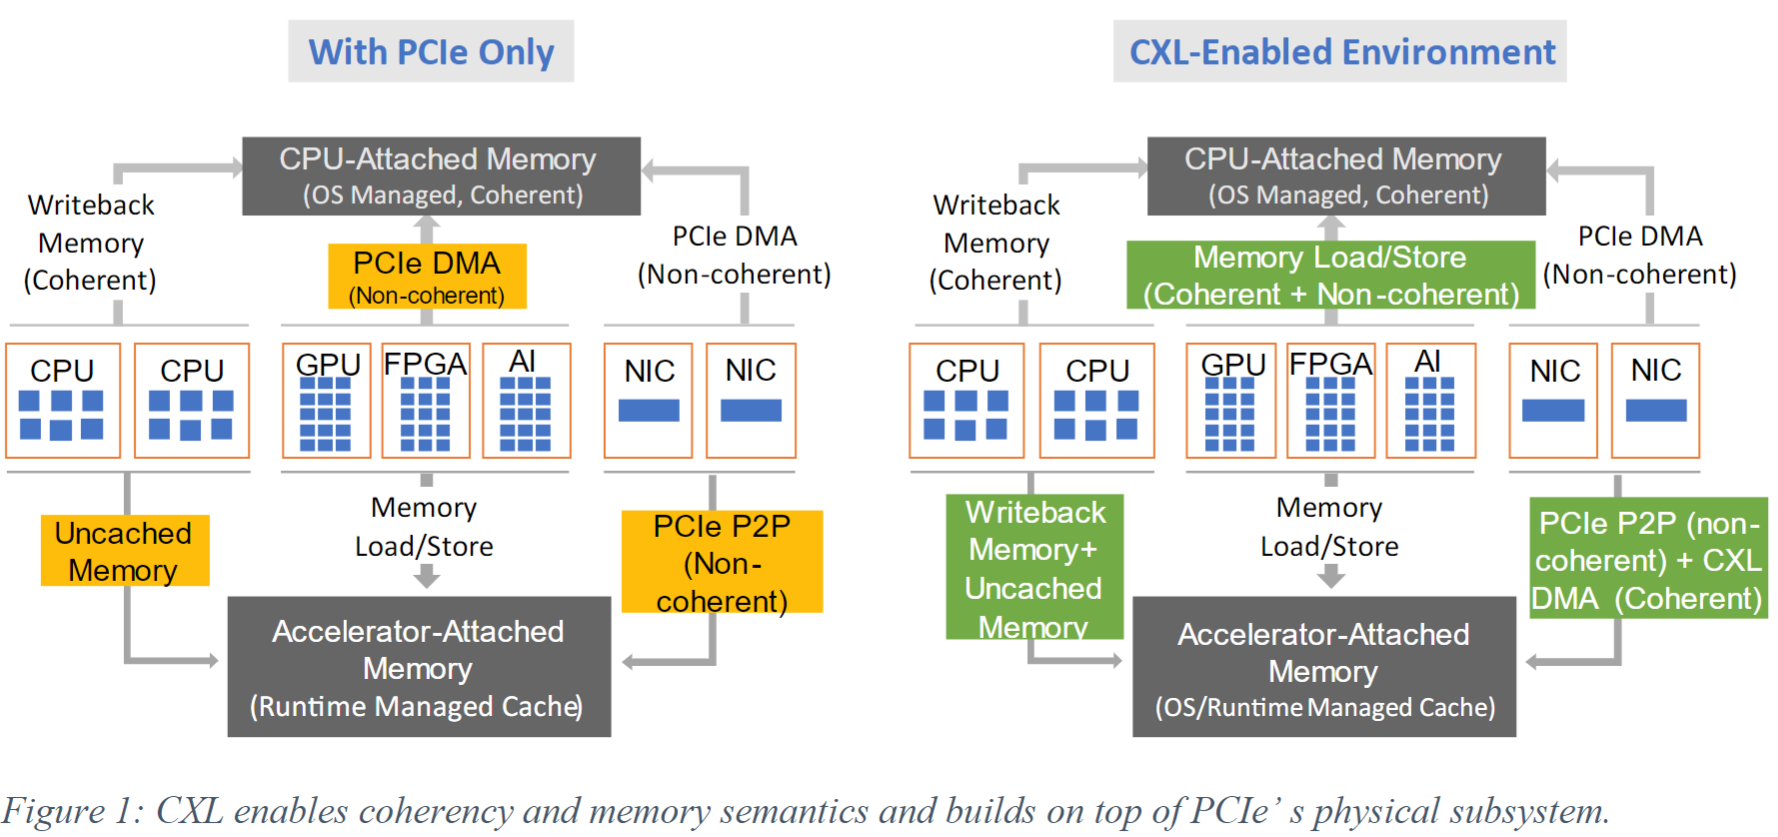 With PCIe Only
CPU-Attached Memory
(OS Managed, Coherent)
Writeback
Memory
(Coherent)
PCIe DMA
(Non-coherent)
PCIe DMA
(Non-coherent)
CPU
CPU
GPU
FPGA
AI
NIC
NIC
Uncached
Memory
Memory
Load/Store
PCIe P2P
(Non-
coherent)
Accelerator-Attached
Memory
(Runtime Managed Cache)
CXL-Enabled Environment
CPU-Attached Memory
(OS Managed, Coherent)
Writeback
Memory
(Coherent)
Memory Load/Store
(Coherent + Non-coherent)
PCIe DMA
(Non-coherent)
CPU
CPU
GPU
FPGA
AI
NIC
NIC
Writeback
Memory+
Uncached
Memory
Memory
Load/Store
PCIe P2P (non-
coherent) + CXL
DMA (Coherent)
Accelerator-Attached
Memory
(OS/Runtime Managed Cache)
Figure 1: CXL enables coherency and memory semantics and builds on top of PCIe’ s physical subsystem.